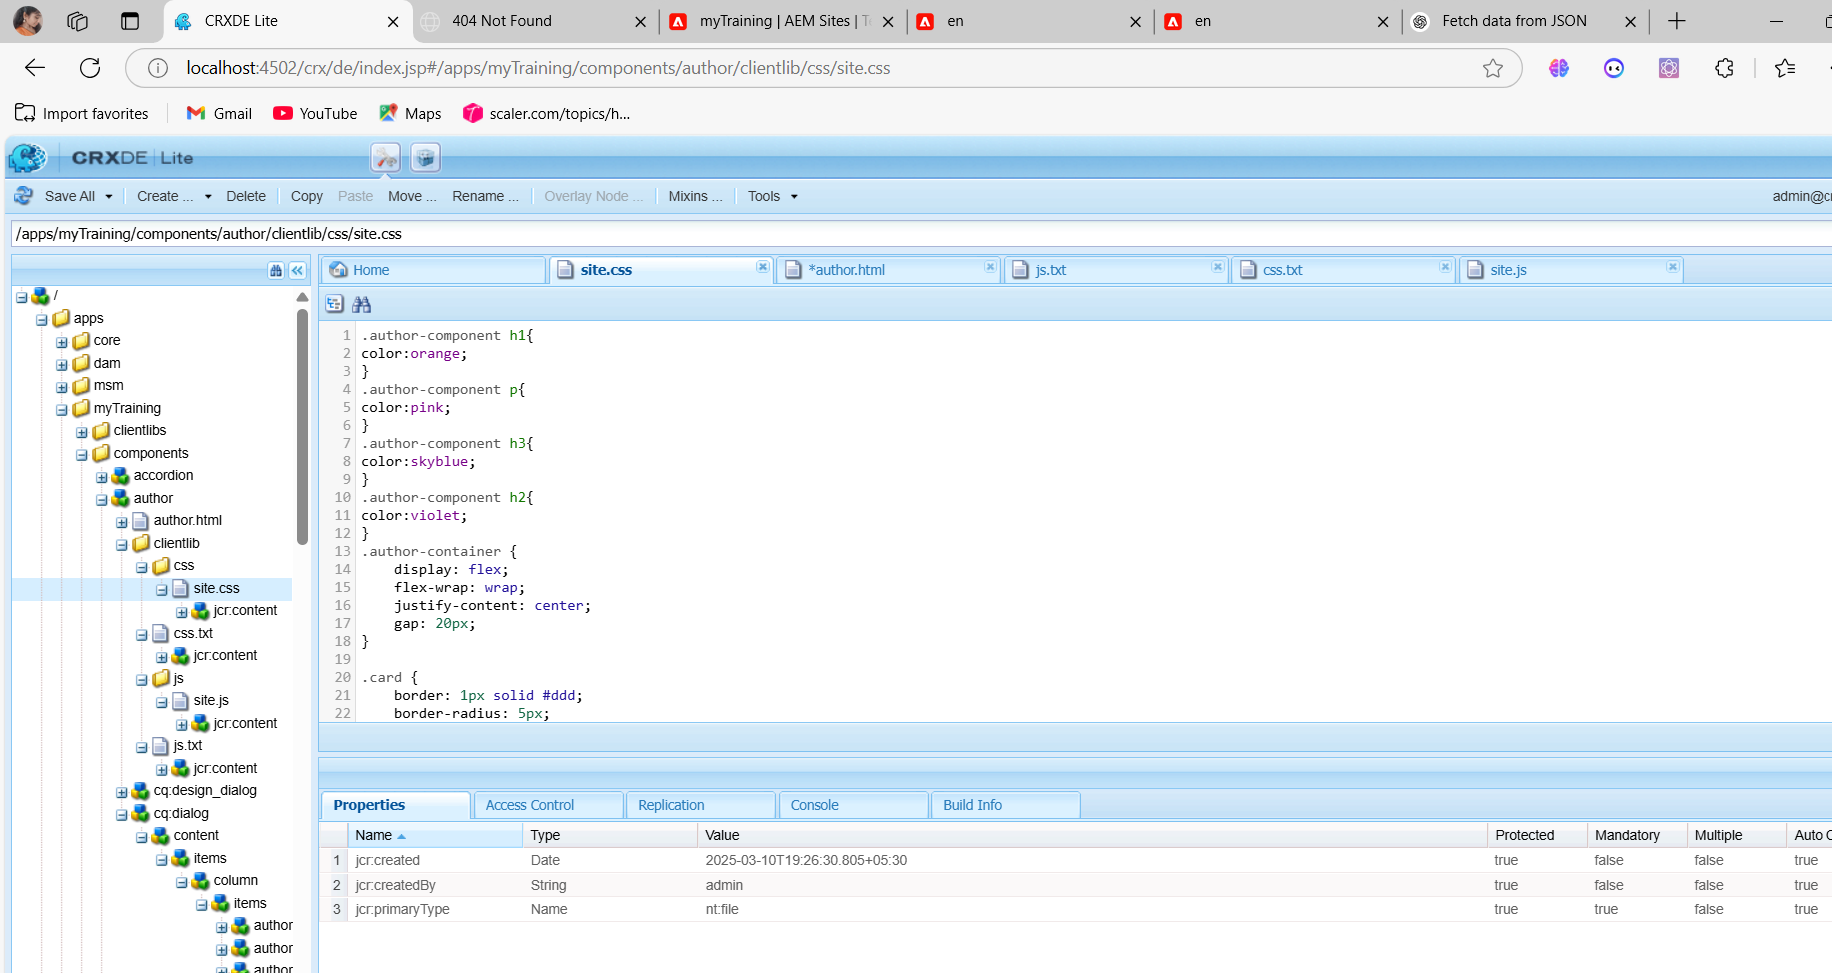 CRXDE Lite
404 Not Found
myTraining | AEM Sites |
en
en
Fetch data from JSON
localhost:4502/crx/de/index.jsp#/apps/myTraining/components/author/clientlib/css/site.css
Import favorites
Gmail
YouTube
Maps
scaler.com/topics/h...
CRXDE | Lite
Save All
Create ...
Delete
Copy
Paste
Move ...
Rename ...
Overlay Node ...
Mixins ...
Tools
/apps/myTraining/components/author/clientlib/css/site.css
Home
site.css
*author.html
js.txt
css.txt
site.js
/
apps
core
dam
msm
myTraining
clientlibs
components
accordion
author
author.html
clientlib
css
site.css
jcr:content
css.txt
jcr:content
js
site.js
jcr:content
js.txt
jcr:content
cq:design_dialog
cq:dialog
content
items
column
items
author
author
author
1 .author-component h1{
2 color:orange;
3 }
4 .author-component p{
5 color:pink;
6 }
7 .author-component h3{
8 color:skyblue;
9 }
10 .author-component h2{
11 color:violet;
12 }
13 .author-container {
14 display: flex;
15 flex-wrap: wrap;
16 justify-content: center;
17 gap: 20px;
18 }
19
20 .card {
21 border: 1px solid #ddd;
22 border-radius: 5px;
Properties
Access Control
Replication
Console
Build Info
Name Type Value Protected Mandatory Multiple Auto
1 jcr:created Date 2025-03-10T19:26:30.805+05:30 true false false true
2 jcr:createdBy String admin true false false true
3 jcr:primaryType Name nt:file true true false true